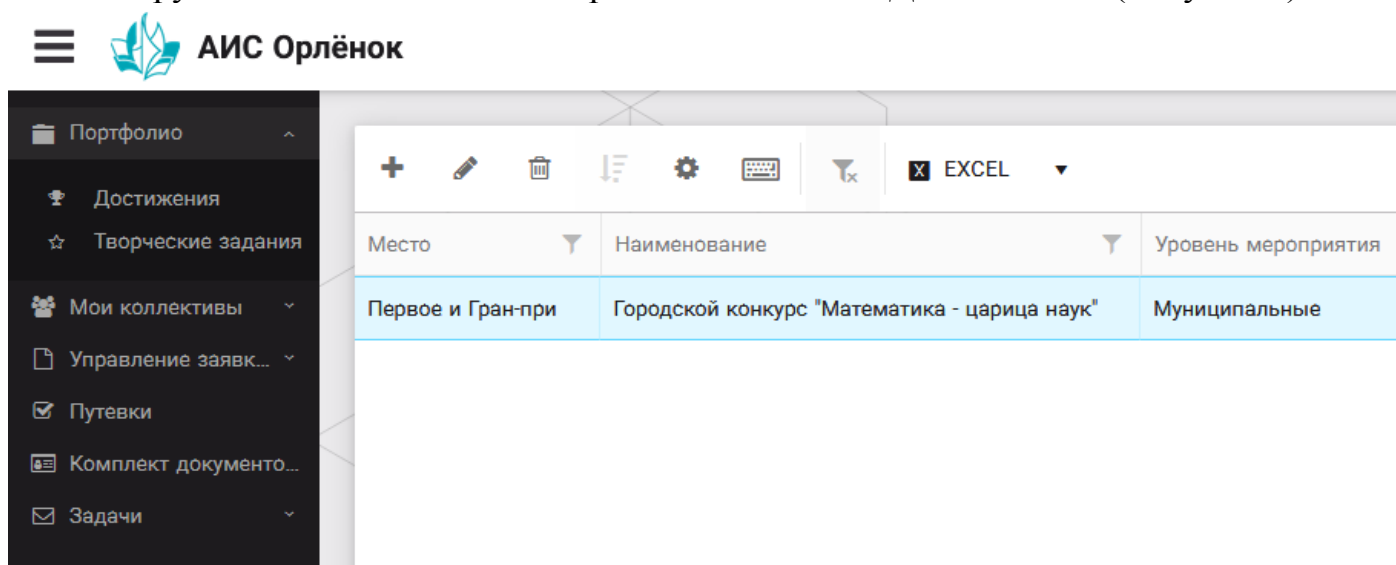 АИС Орлёнок
Портфолио
Достижения
Творческие задания
Мои коллективы
Управление заявк...
Путевки
Комплект документо...
Задачи
X EXCEL
Место Наименование Уровень мероприятия
Первое и Гран-при Городской конкурс "Математика - царица наук" Муниципальные